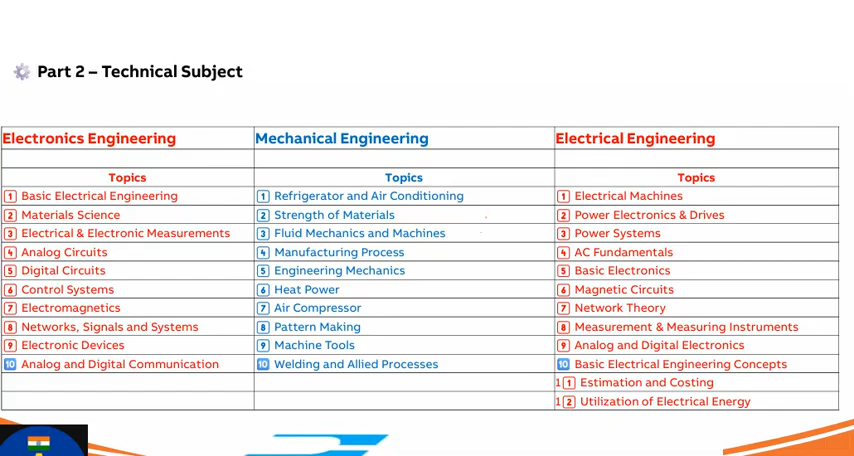 Part 2 – Technical Subject
Electronics Engineering Mechanical Engineering Electrical Engineering
Topics Topics Topics
1 Basic Electrical Engineering 1 Refrigerator and Air Conditioning 1 Electrical Machines
2 Materials Science 2 Strength of Materials 2 Power Electronics & Drives
3 Electrical & Electronic Measurements 3 Fluid Mechanics and Machines 3 Power Systems
4 Analog Circuits 4 Manufacturing Process 4 AC Fundamentals
5 Digital Circuits 5 Engineering Mechanics 5 Basic Electronics
6 Control Systems 6 Heat Power 6 Magnetic Circuits
7 Electromagnetics 7 Air Compressor 7 Network Theory
8 Networks, Signals and Systems 8 Pattern Making 8 Measurement & Measuring Instruments
9 Electronic Devices 9 Machine Tools 9 Analog and Digital Electronics
10 Analog and Digital Communication 10 Welding and Allied Processes 10 Basic Electrical Engineering Concepts
11 Estimation and Costing
12 Utilization of Electrical Energy